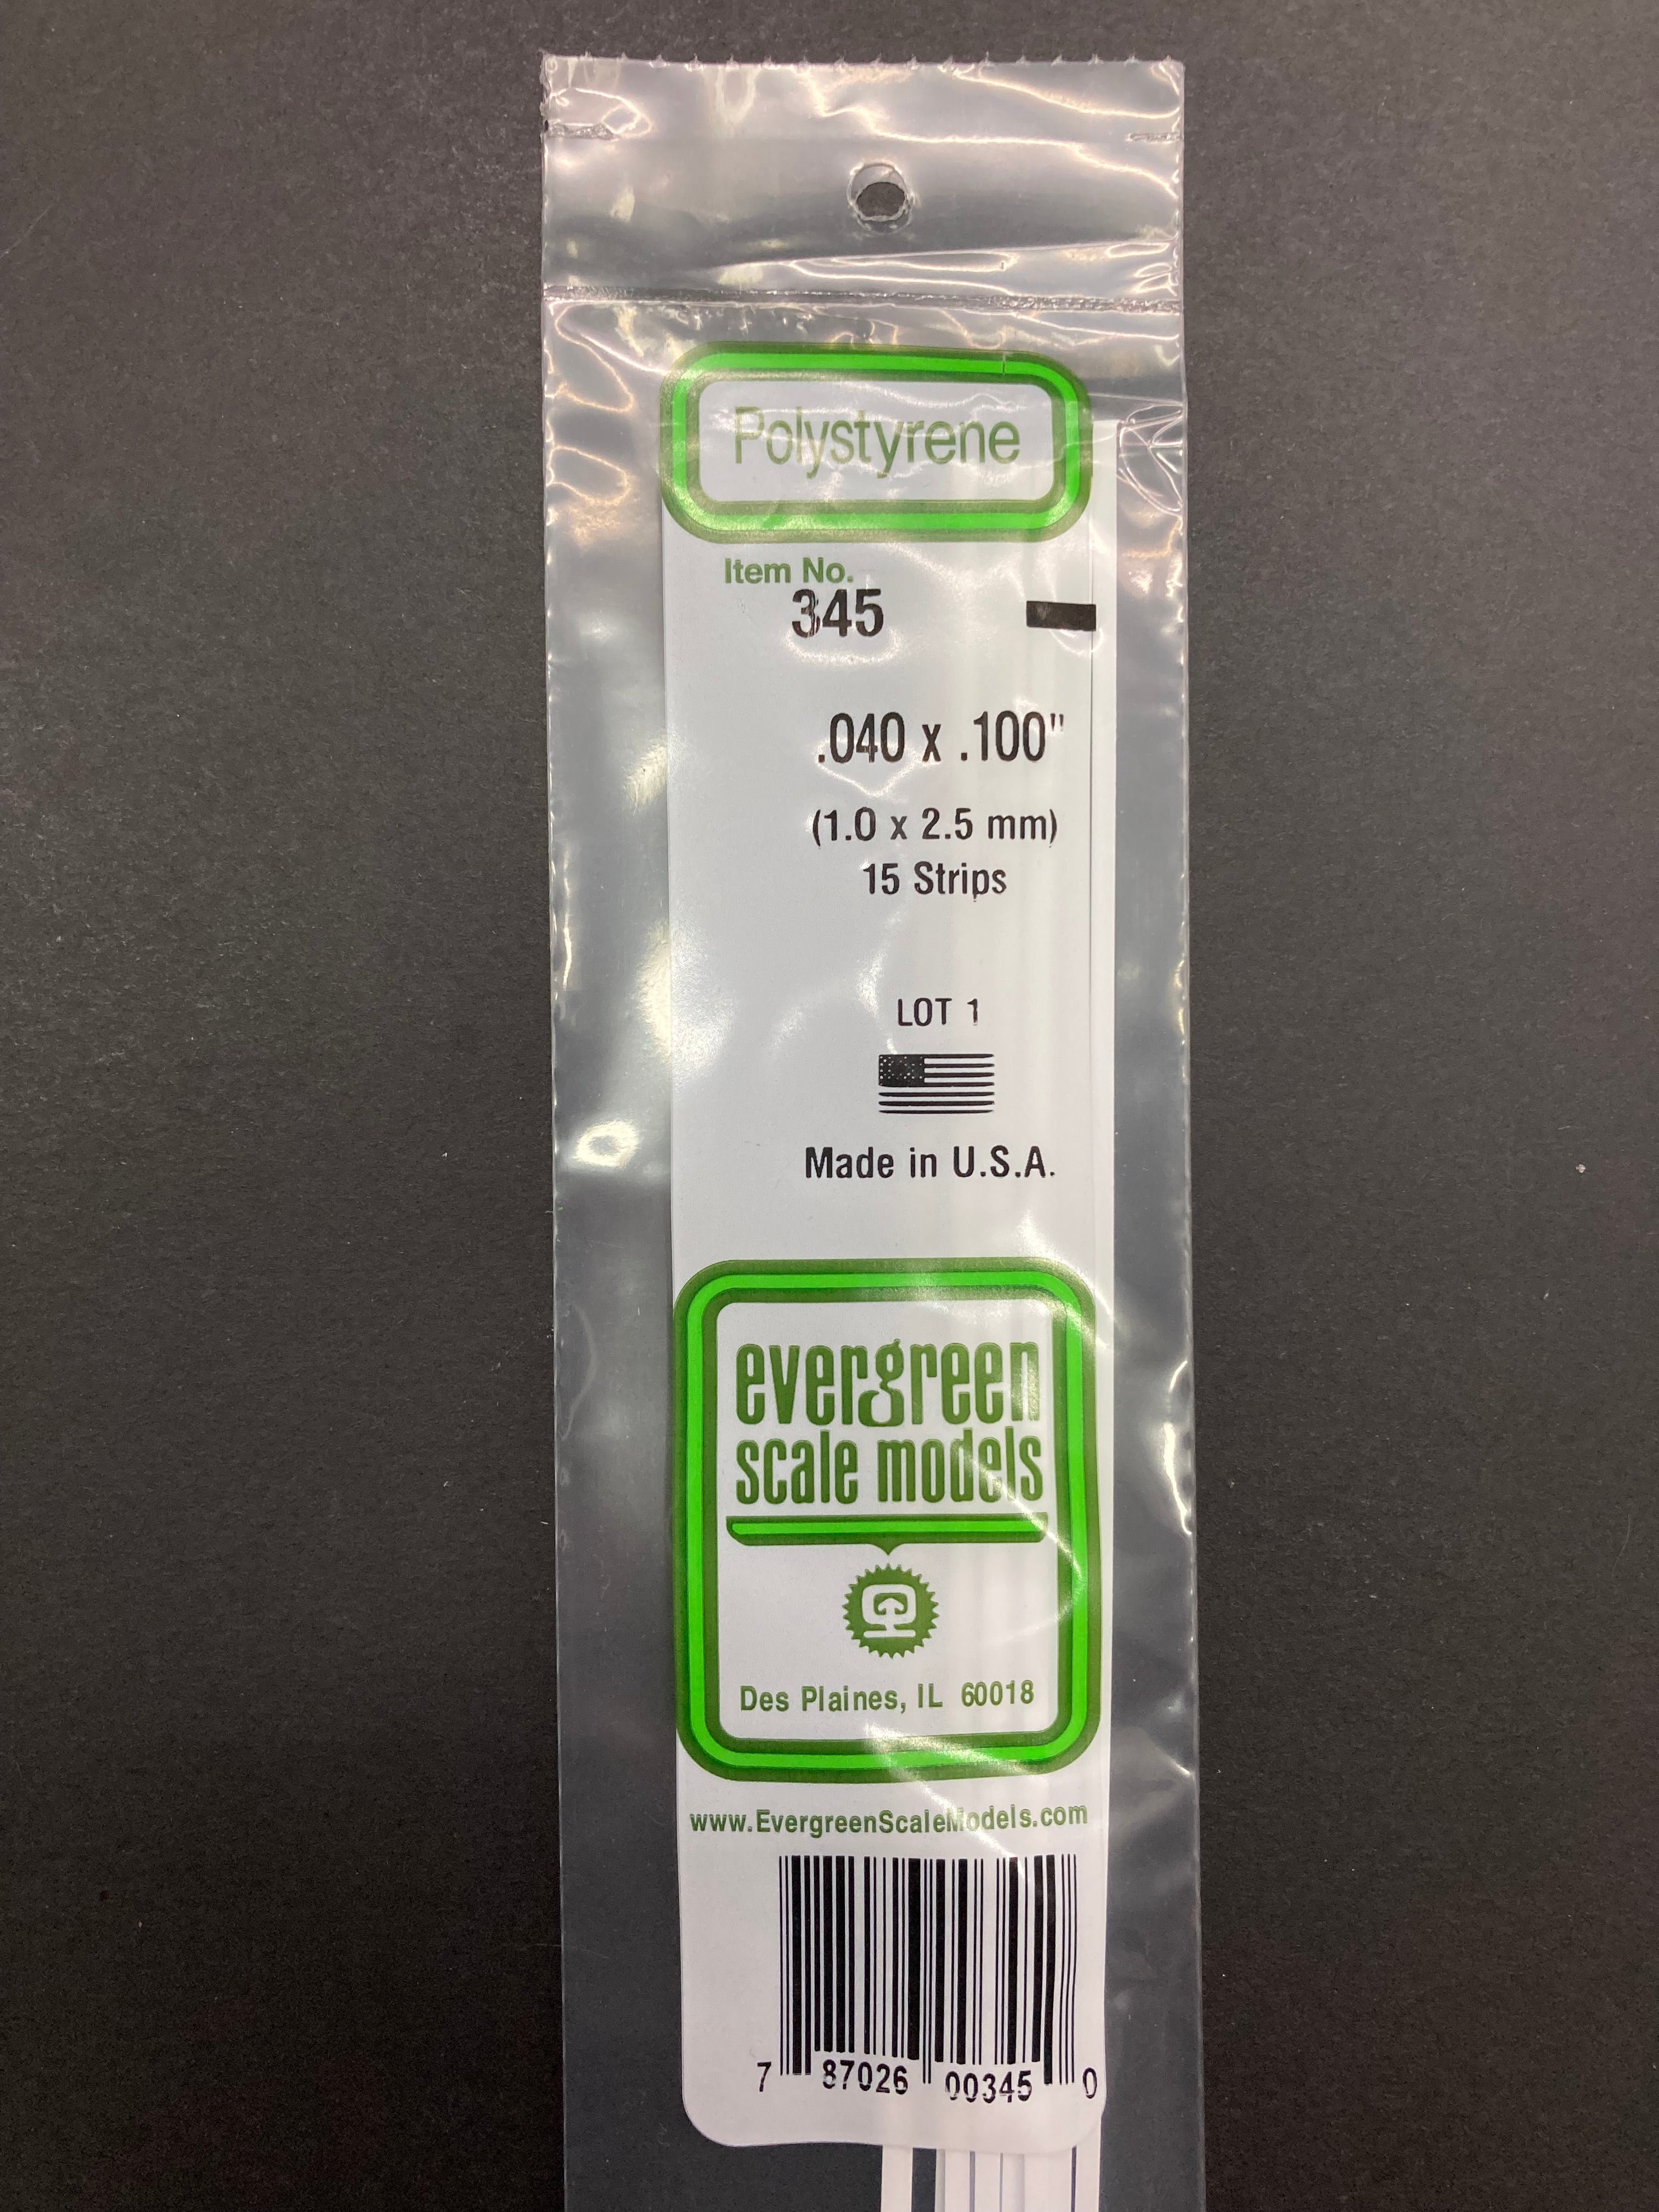 Polystyrene
Item No.
345
.040 x .100"
(1.0 x 2.5 mm)
15 Strips
LOT 1
Made in U.S.A.
evergreen
scale models
Des Plaines, IL 60018
www.EvergreenScaleModels.com
7 87026 00345 0